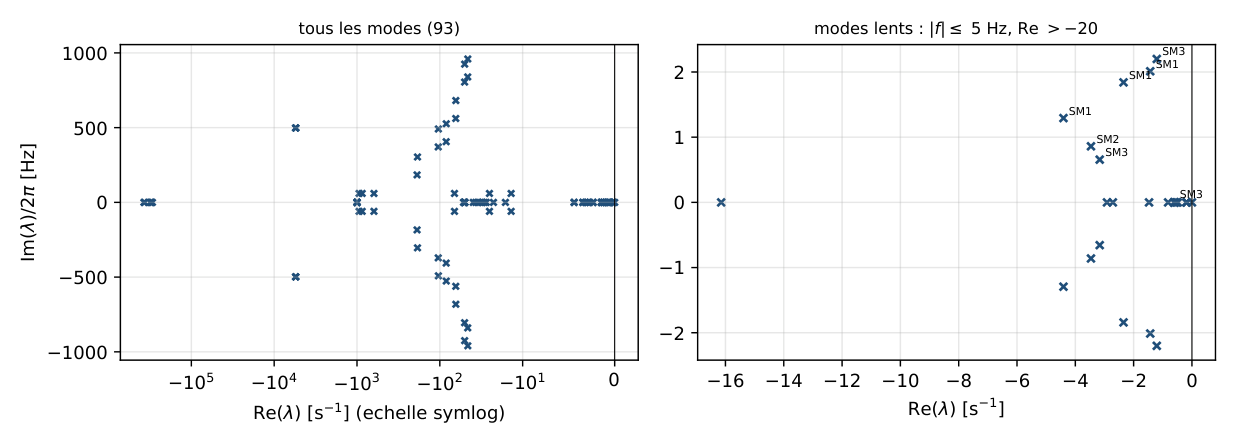 tous les modes (93)
1000
500
0
−500
−1000
Im(λ)/2π [Hz]
−10⁵
−10⁴
−10³
−10²
−10¹
0
Re(λ) [s⁻¹] (echelle symlog)
modes lents : |f| ≤ 5 Hz, Re > −20
2
1
0
−1
−2
SM3
SM1
SM1
SM1
SM2
SM3
SM3
−16
−14
−12
−10
−8
−6
−4
−2
0
Re(λ) [s⁻¹]